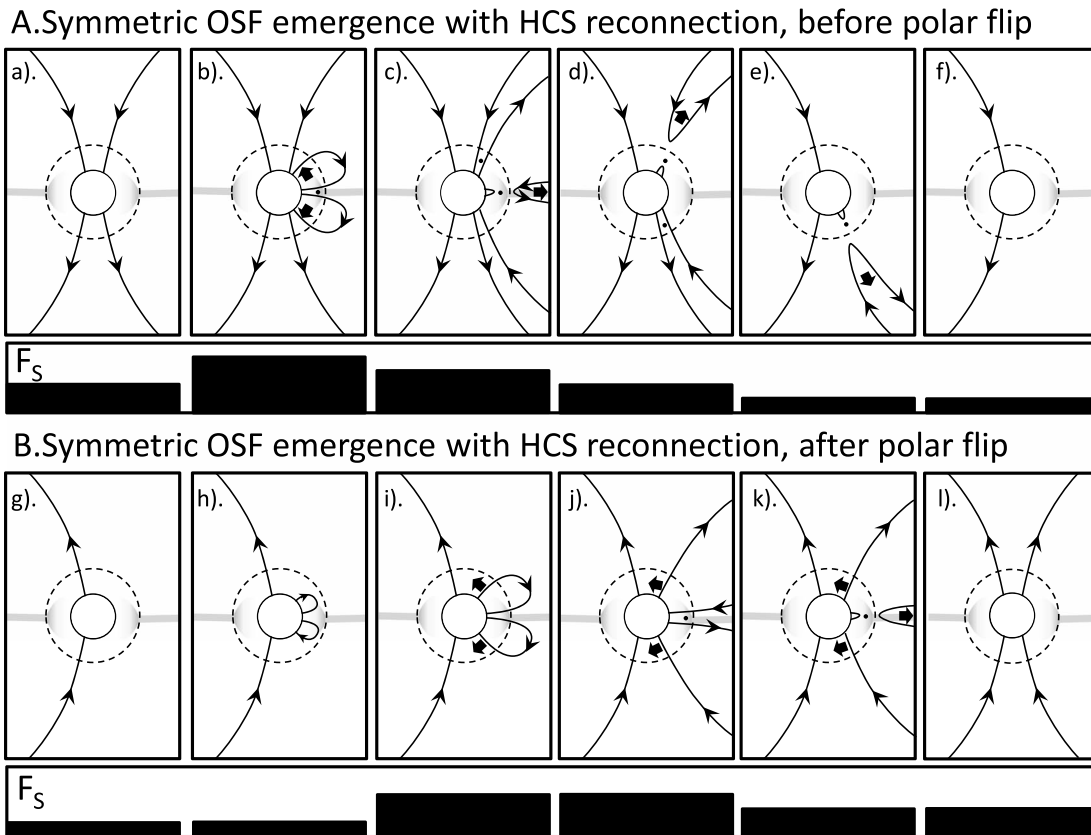 A.Symmetric OSF emergence with HCS reconnection, before polar flip
a). b). c). d). e). f).
FS
B.Symmetric OSF emergence with HCS reconnection, after polar flip
g). h). i). j). k). l).
FS